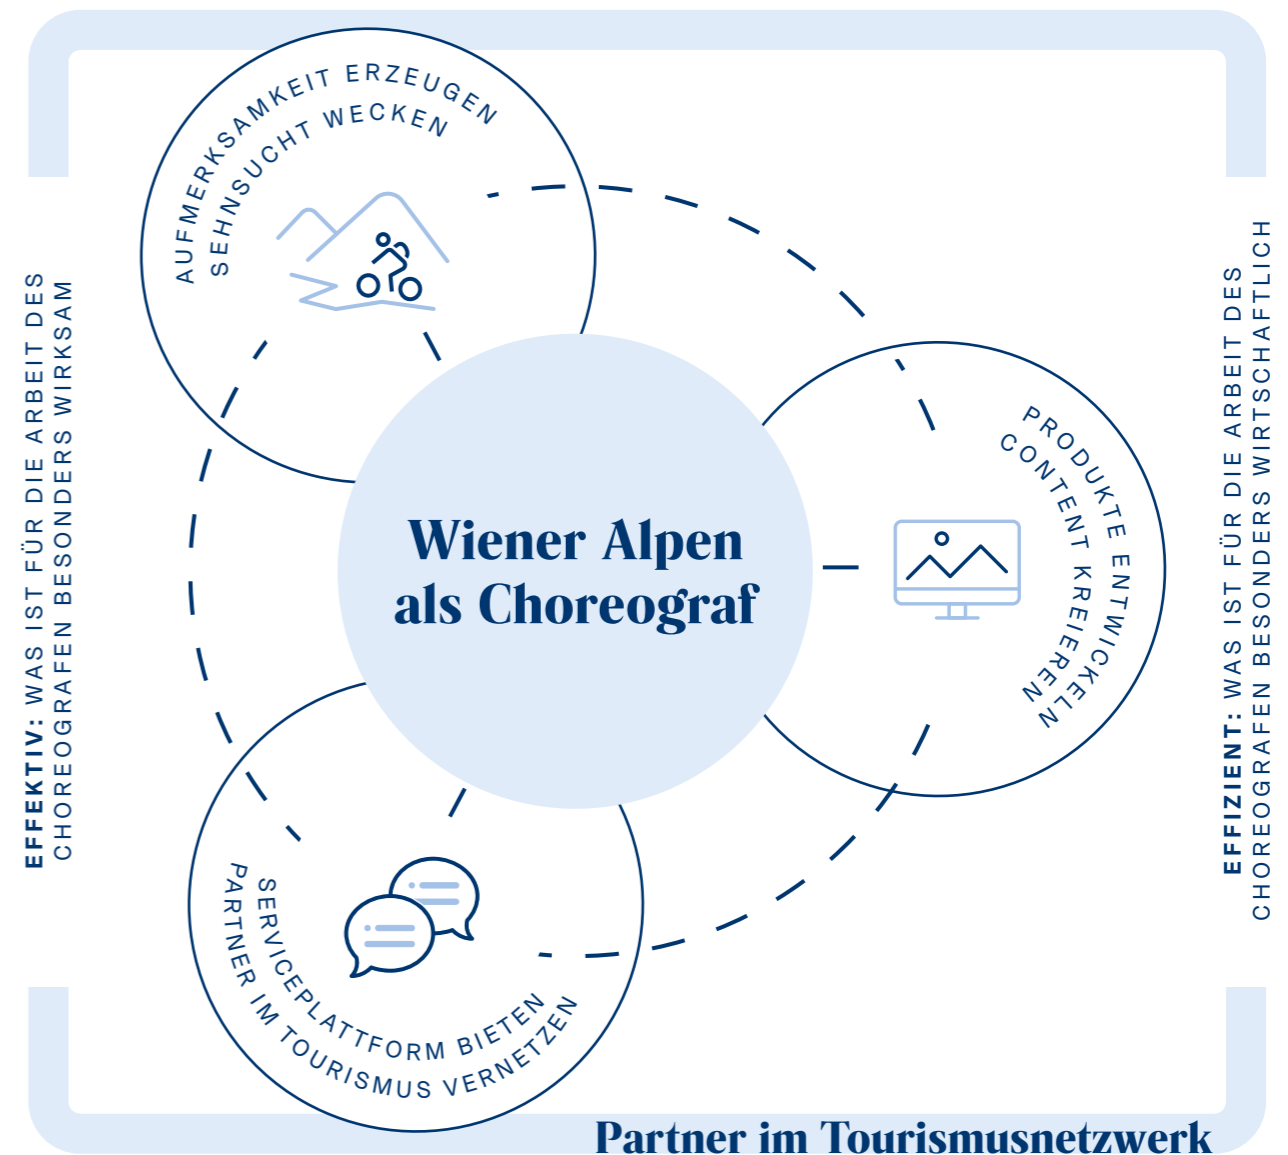 AUFMERKSAMKEIT ERZEUGEN
SEHNSUCHT WECKEN
EFFEKTIV: WAS IST FÜR DIE ARBEIT DES
CHOREOGRAFEN BESONDERS WIRKSAM
Wiener Alpen
als Choreograf
PRODUKTE ENTWICKELN
CONTENT KREIEREN
EFFIZIENT: WAS IST FÜR DIE ARBEIT DES
CHOREOGRAFEN BESONDERS WIRTSCHAFTLICH
SERVICEPLATTFORM BIETEN
PARTNER IM TOURISMUS VERNETZEN
Partner im Tourismusnetzwerk